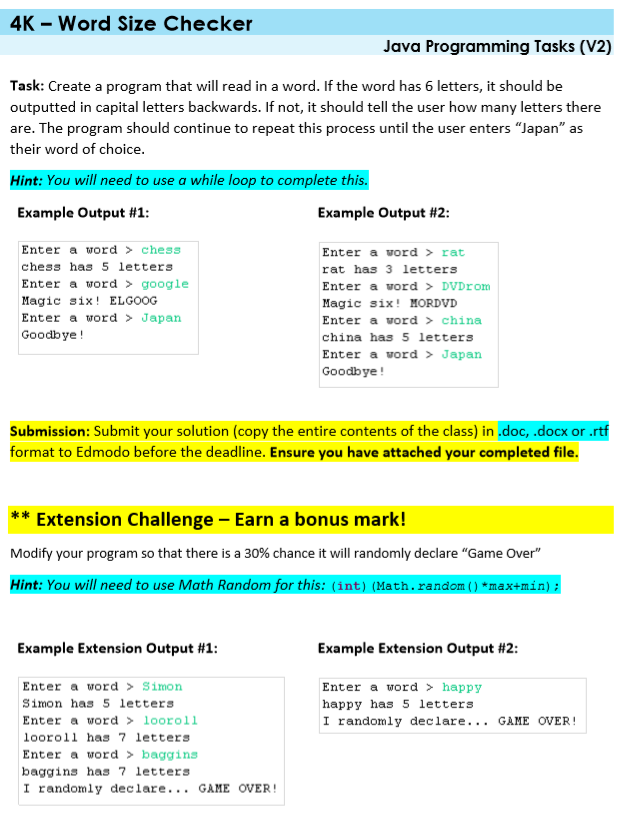 4K – Word Size Checker
Java Programming Tasks (V2)
Task: Create a program that will read in a word. If the word has 6 letters, it should be
outputted in capital letters backwards. If not, it should tell the user how many letters there
are. The program should continue to repeat this process until the user enters “Japan” as
their word of choice.
Hint: You will need to use a while loop to complete this.
Example Output #1:
Enter a word > chess
chess has 5 letters
Enter a word > google
Magic six! ELGOOG
Enter a word > Japan
Goodbye!
Example Output #2:
Enter a word > rat
rat has 3 letters
Enter a word > DVDrom
Magic six! MORDVD
Enter a word > china
china has 5 letters
Enter a word > Japan
Goodbye!
Submission: Submit your solution (copy the entire contents of the class) in .doc, .docx or .rtf
format to Edmodo before the deadline. Ensure you have attached your completed file.
** Extension Challenge – Earn a bonus mark!
Modify your program so that there is a 30% chance it will randomly declare “Game Over”
Hint: You will need to use Math Random for this: (int) (Math.random()*max+min);
Example Extension Output #1:
Enter a word > Simon
Simon has 5 letters
Enter a word > looroll
looroll has 7 letters
Enter a word > baggins
baggins has 7 letters
I randomly declare... GAME OVER!
Example Extension Output #2:
Enter a word > happy
happy has 5 letters
I randomly declare... GAME OVER!